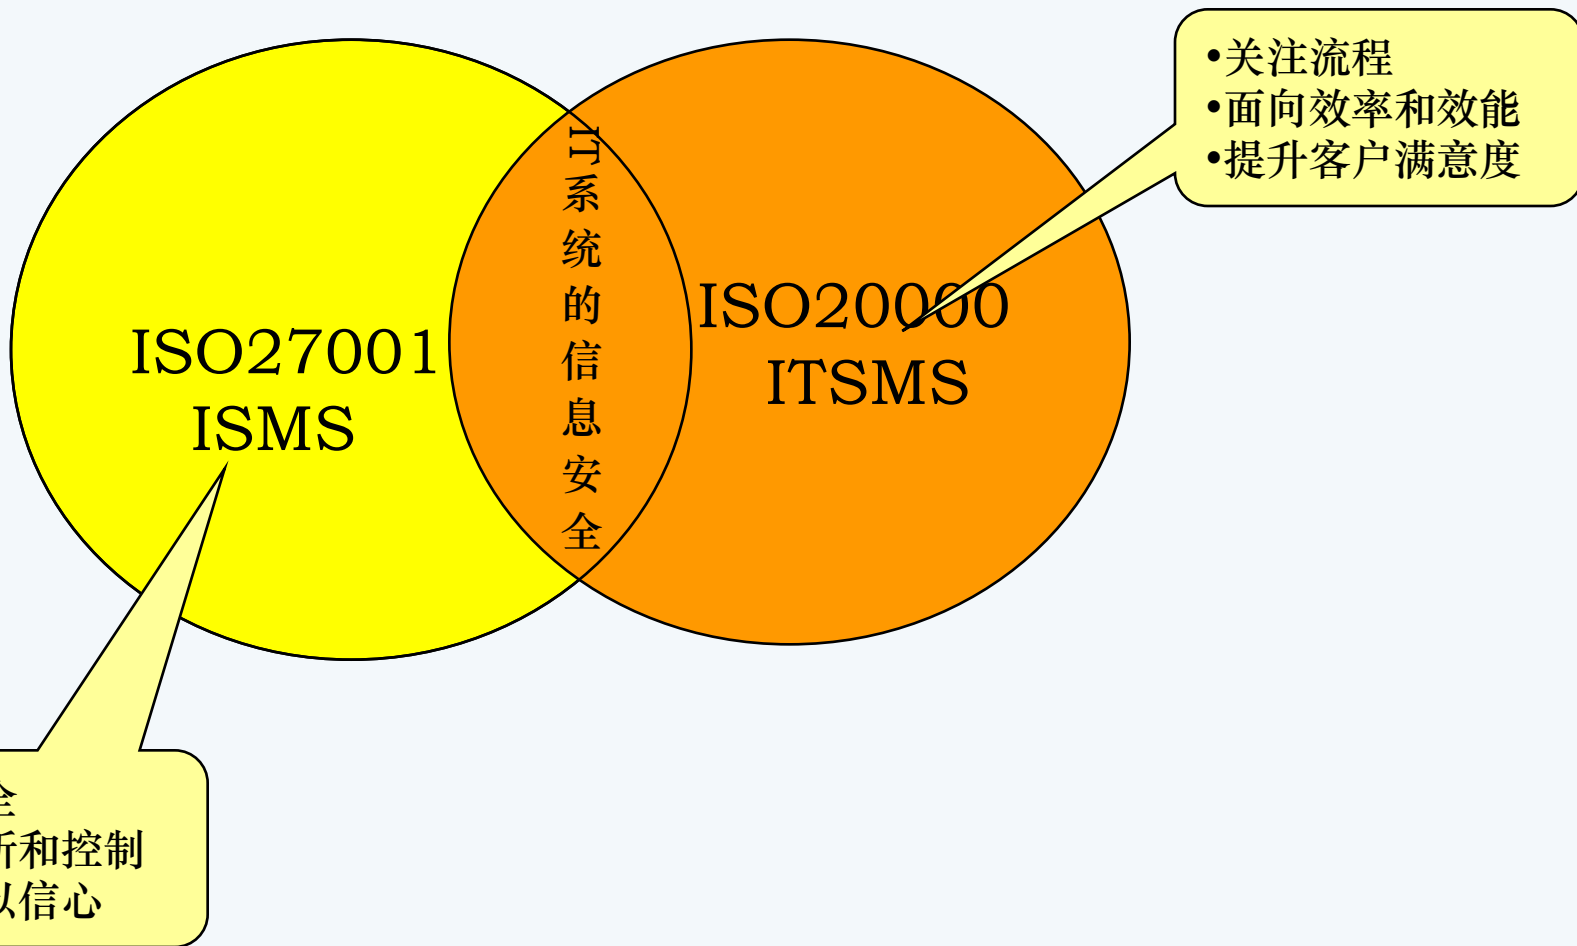 •关注流程
•面向效率和效能
•提升客户满意度
IT系统的信息安全
ISO20000
ITSMS
ISO27001
ISMS
全
析和控制
以信心